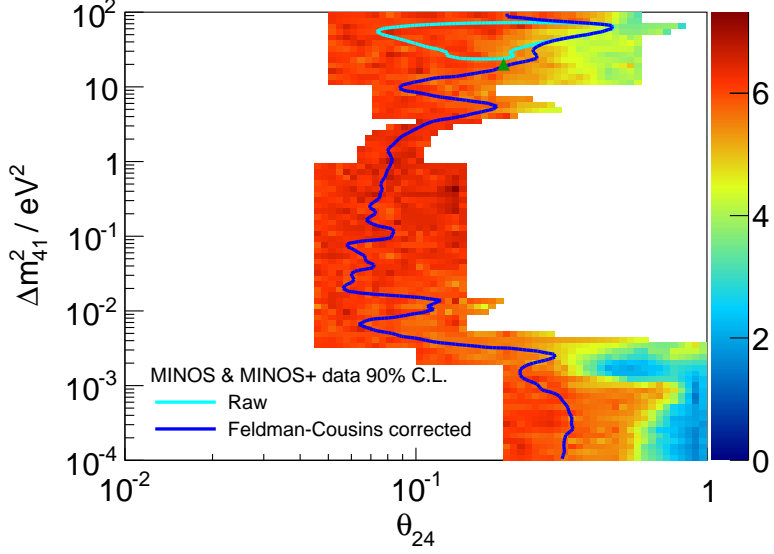 10²
10
1
10⁻¹
10⁻²
10⁻³
10⁻⁴
Δm²₄₁ / eV²
MINOS & MINOS+ data 90% C.L.
Raw
Feldman-Cousins corrected
10⁻²
10⁻¹
1
θ₂₄
6
4
2
0